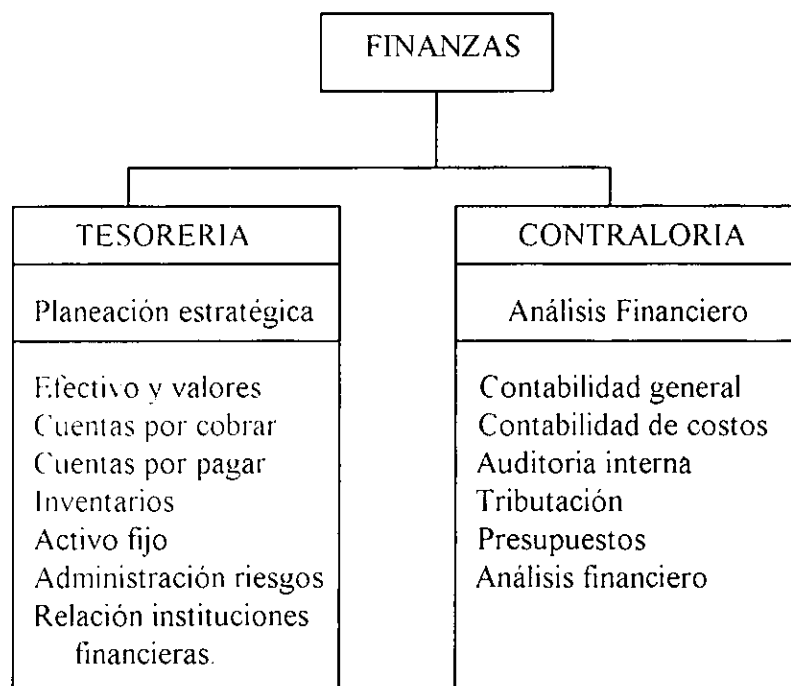 FINANZAS
TESORERIA
Planeación estratégica
Efectivo y valores
Cuentas por cobrar
Cuentas por pagar
Inventarios
Activo fijo
Administración riesgos
Relación instituciones
financieras.
CONTRALORIA
Análisis Financiero
Contabilidad general
Contabilidad de costos
Auditoria interna
Tributación
Presupuestos
Análisis financiero